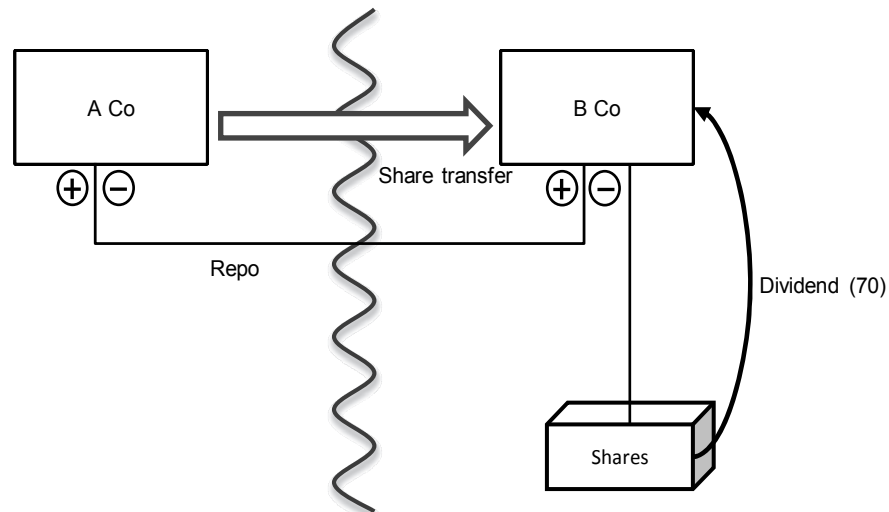 A Co
B Co
Share transfer
+ −
+ −
Repo
Dividend (70)
Shares